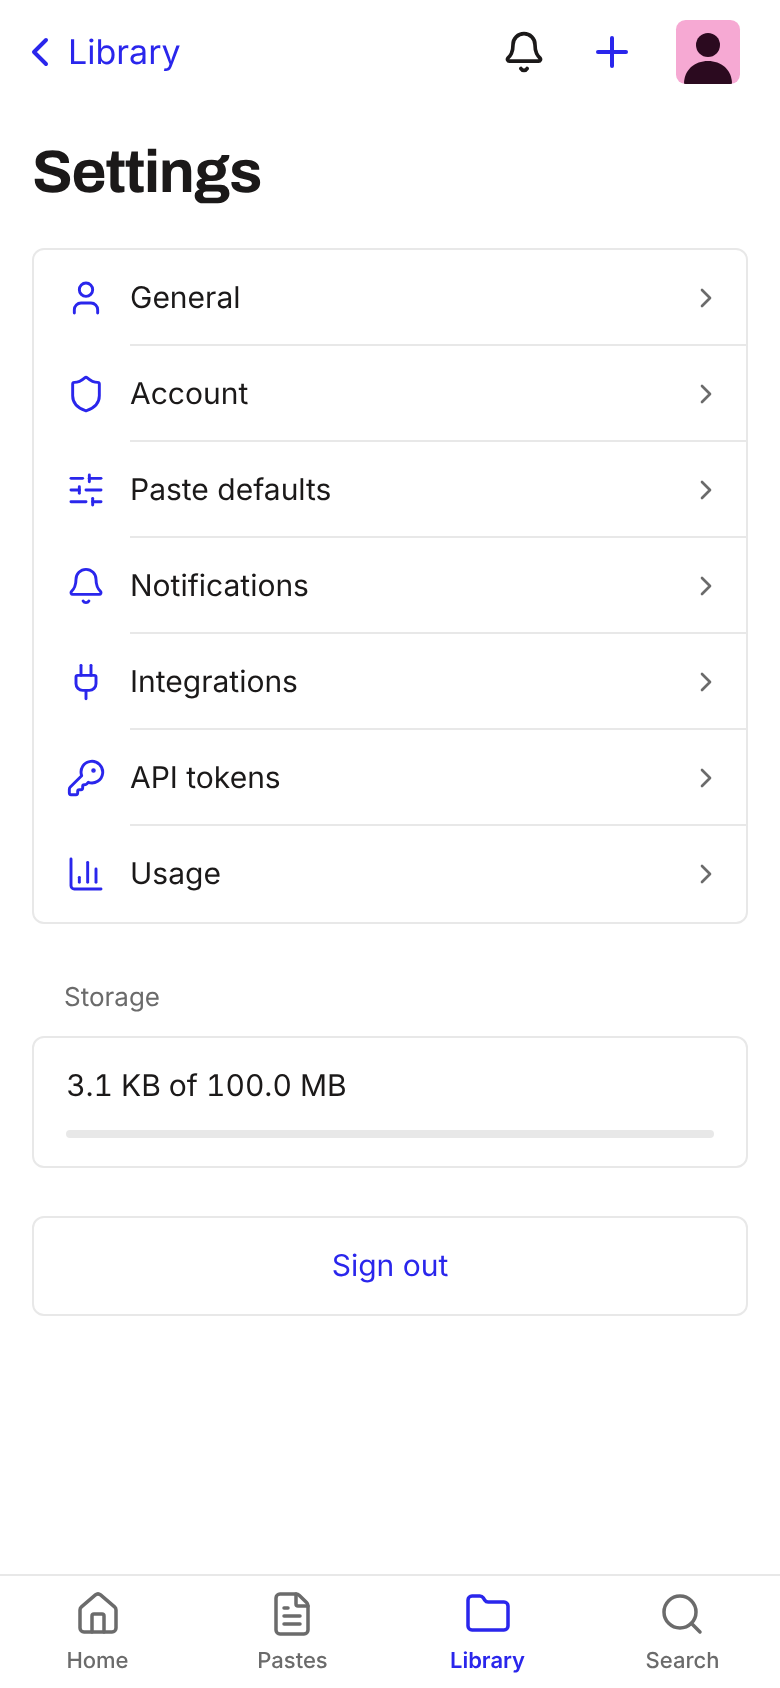 Library
Settings
General
Account
Paste defaults
Notifications
Integrations
API tokens
Usage
Storage
3.1 KB of 100.0 MB
Sign out
Home
Pastes
Library
Search